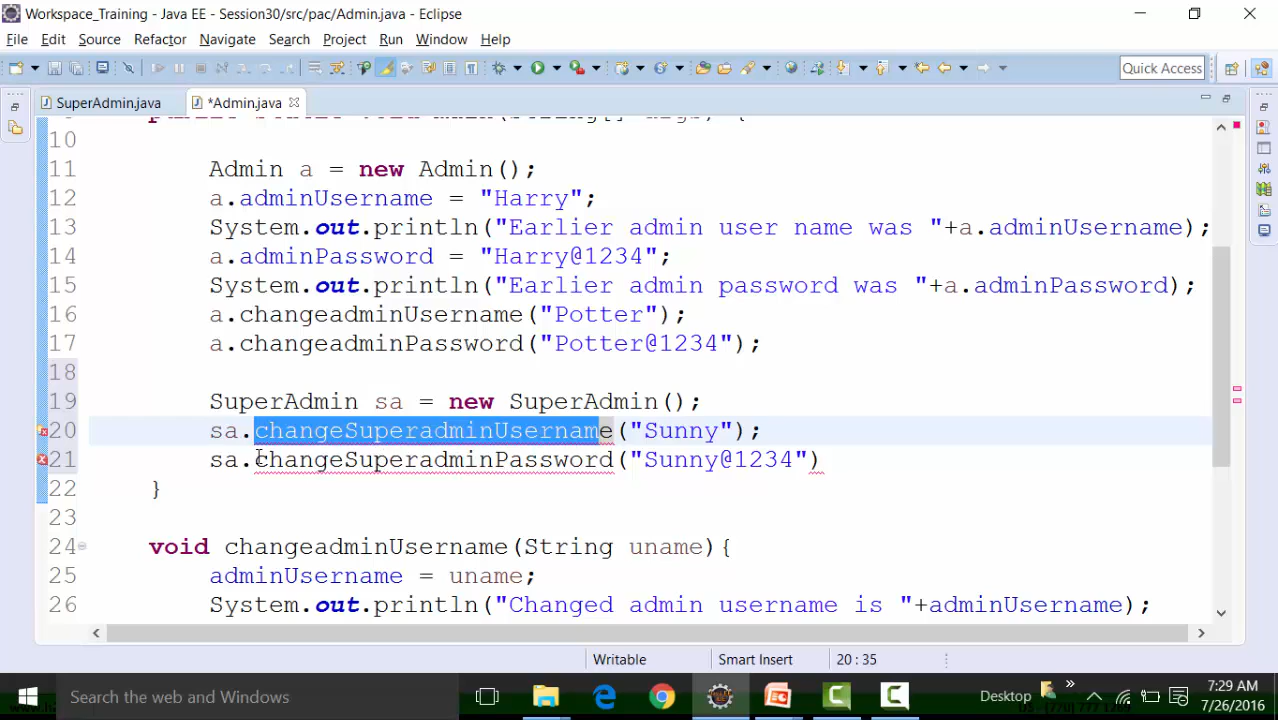 Workspace_Training - Java EE - Session30/src/pac/Admin.java - Eclipse
File Edit Source Refactor Navigate Search Project Run Window Help
Quick Access
SuperAdmin.java *Admin.java
public static void main(String[] args) {
10
11 Admin a = new Admin();
12 a.adminUsername = "Harry";
13 System.out.println("Earlier admin user name was "+a.adminUsername);
14 a.adminPassword = "Harry@1234";
15 System.out.println("Earlier admin password was "+a.adminPassword);
16 a.changeadminUsername("Potter");
17 a.changeadminPassword("Potter@1234");
18
19 SuperAdmin sa = new SuperAdmin();
20 sa.changeSuperadminUsername("Sunny");
21 sa.changeSuperadminPassword("Sunny@1234")
22 }
23
24 void changeadminUsername(String uname){
25 adminUsername = uname;
26 System.out.println("Changed admin username is "+adminUsername);
Writable Smart Insert 20 : 35
Search the web and Windows
Desktop
7:29 AM
7/26/2016